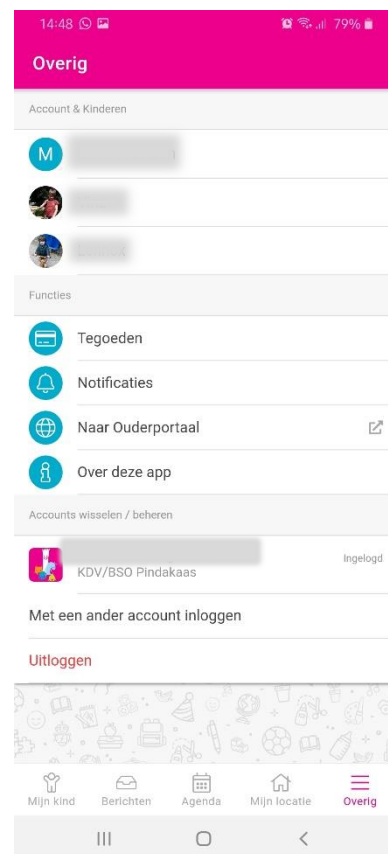 14:48 79%
Overig
Account & Kinderen
M
Functies
Tegoeden
Notificaties
Naar Ouderportaal
Over deze app
Accounts wisselen / beheren
Ingelogd
KDV/BSO Pindakaas
Met een ander account inloggen
Uitloggen
Mijn kind Berichten Agenda Mijn locatie Overig